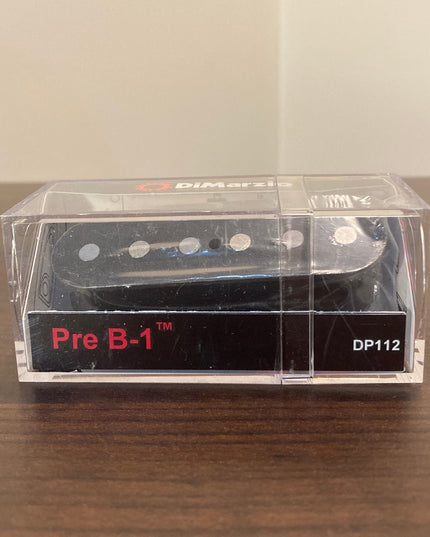 DiMarzio
Pre B-1™
DP112